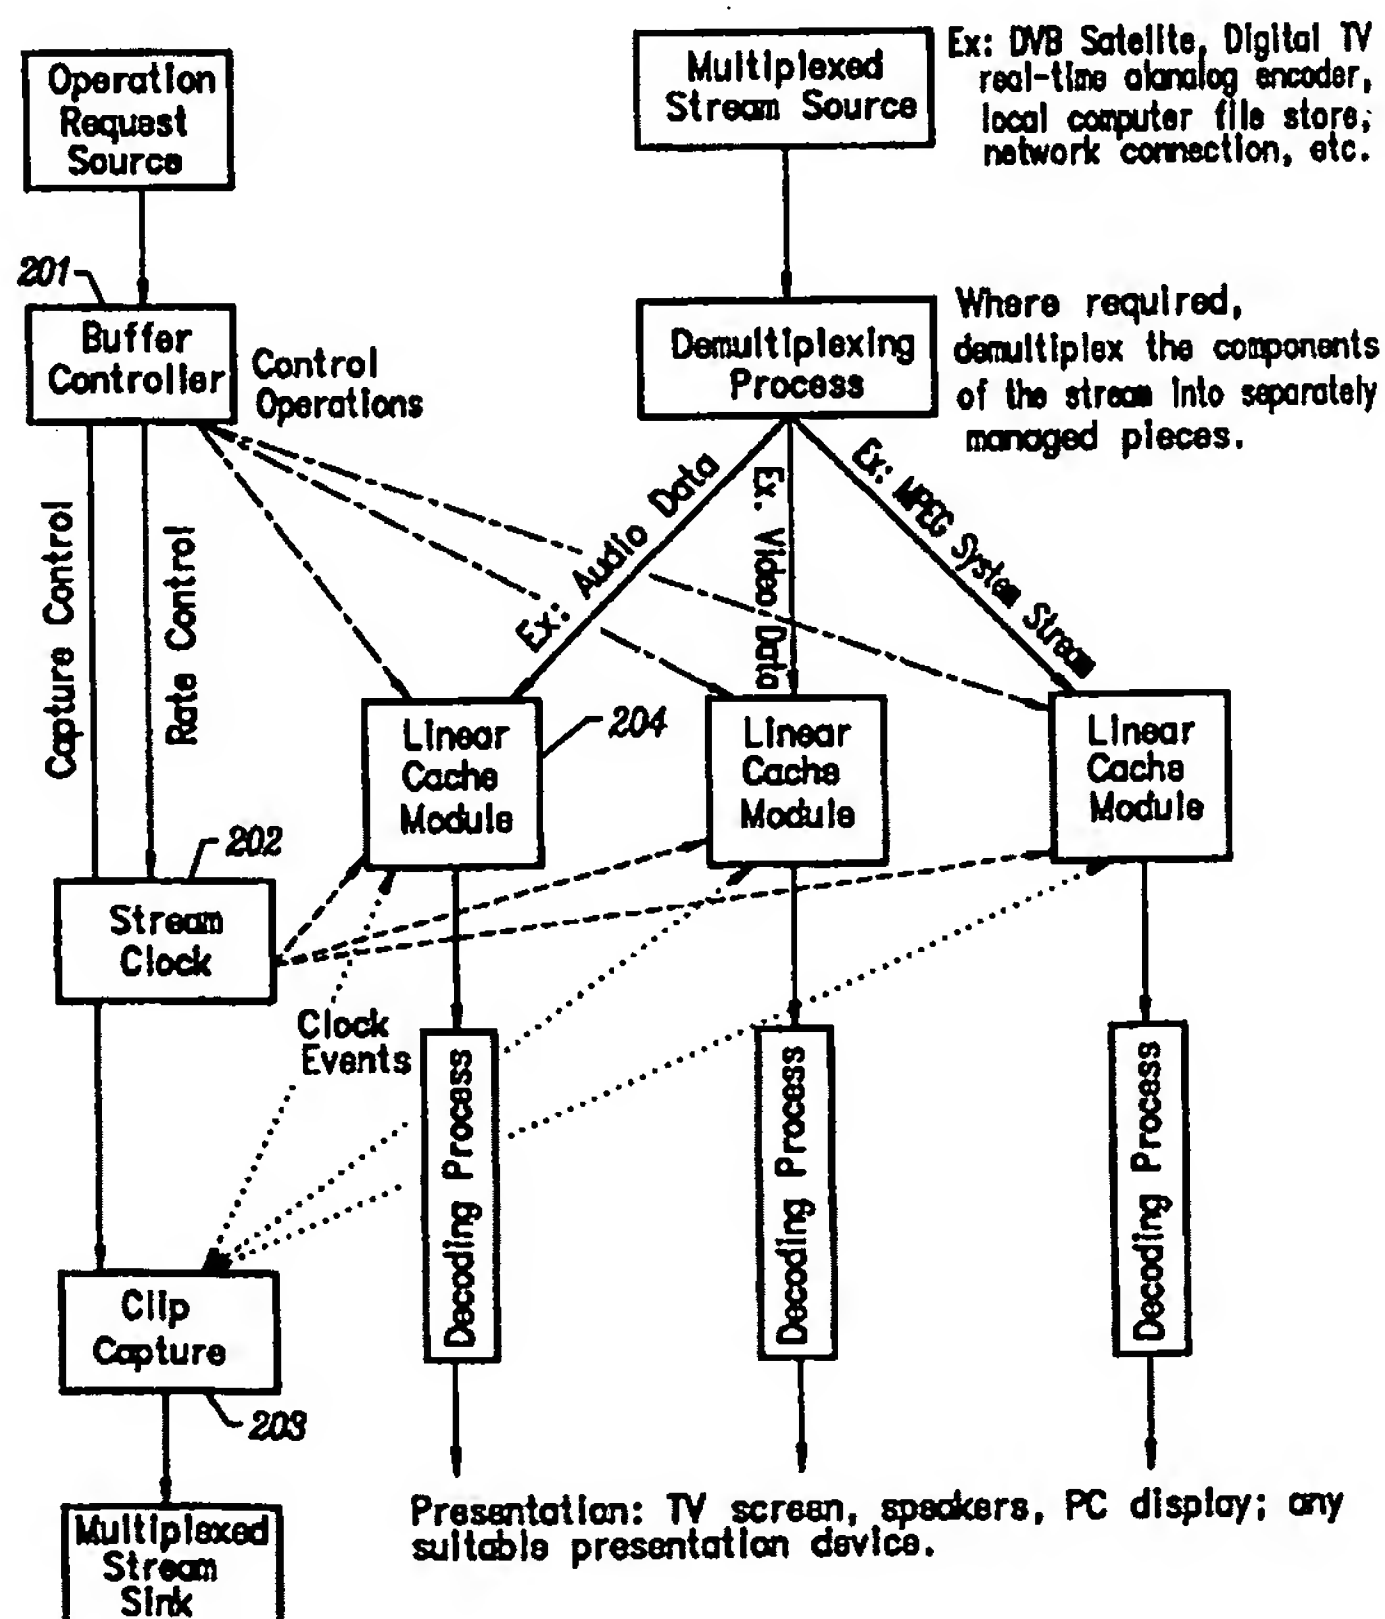 Operation
Request
Source
Multiplexed
Stream Source
Ex: DVB Satellite, Digital TV
real-time alanalog encoder,
local computer file store,
network connection, etc.
201
Buffer
Controller
Control
Operations
Demultiplexing
Process
Where required,
demultiplex the components
of the stream into separately
managed pieces.
Capture Control
Rate Control
Ex: Audio Data
Ex. Video Data
Ex: MPEG System Stream
Linear
Cache
Module
204
Linear
Cache
Module
Linear
Cache
Module
202
Stream
Clock
Clock
Events
Decoding Process
Decoding Process
Decoding Process
Clip
Capture
203
Multiplexed
Stream
Sink
Presentation: TV screen, speakers, PC display; any
suitable presentation device.